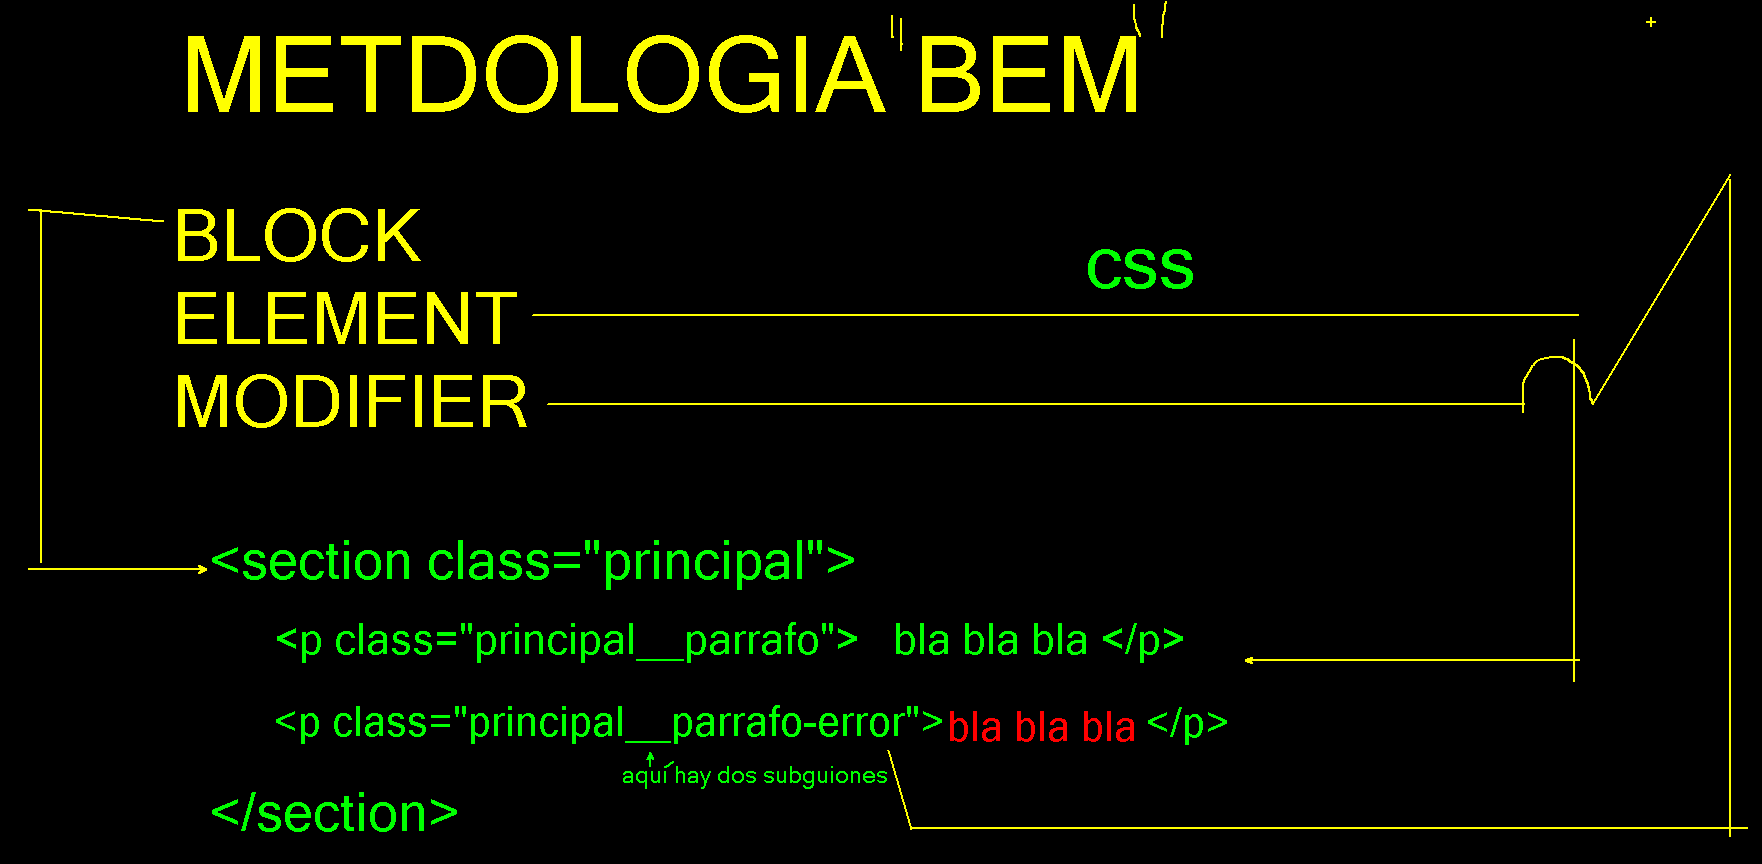 METDOLOGIA "BEM"
BLOCK
ELEMENT
MODIFIER
css
<section class="principal">
<p class="principal__parrafo"> bla bla bla </p>
<p class="principal__parrafo-error">bla bla bla </p>
aquí hay dos subguiones
</section>